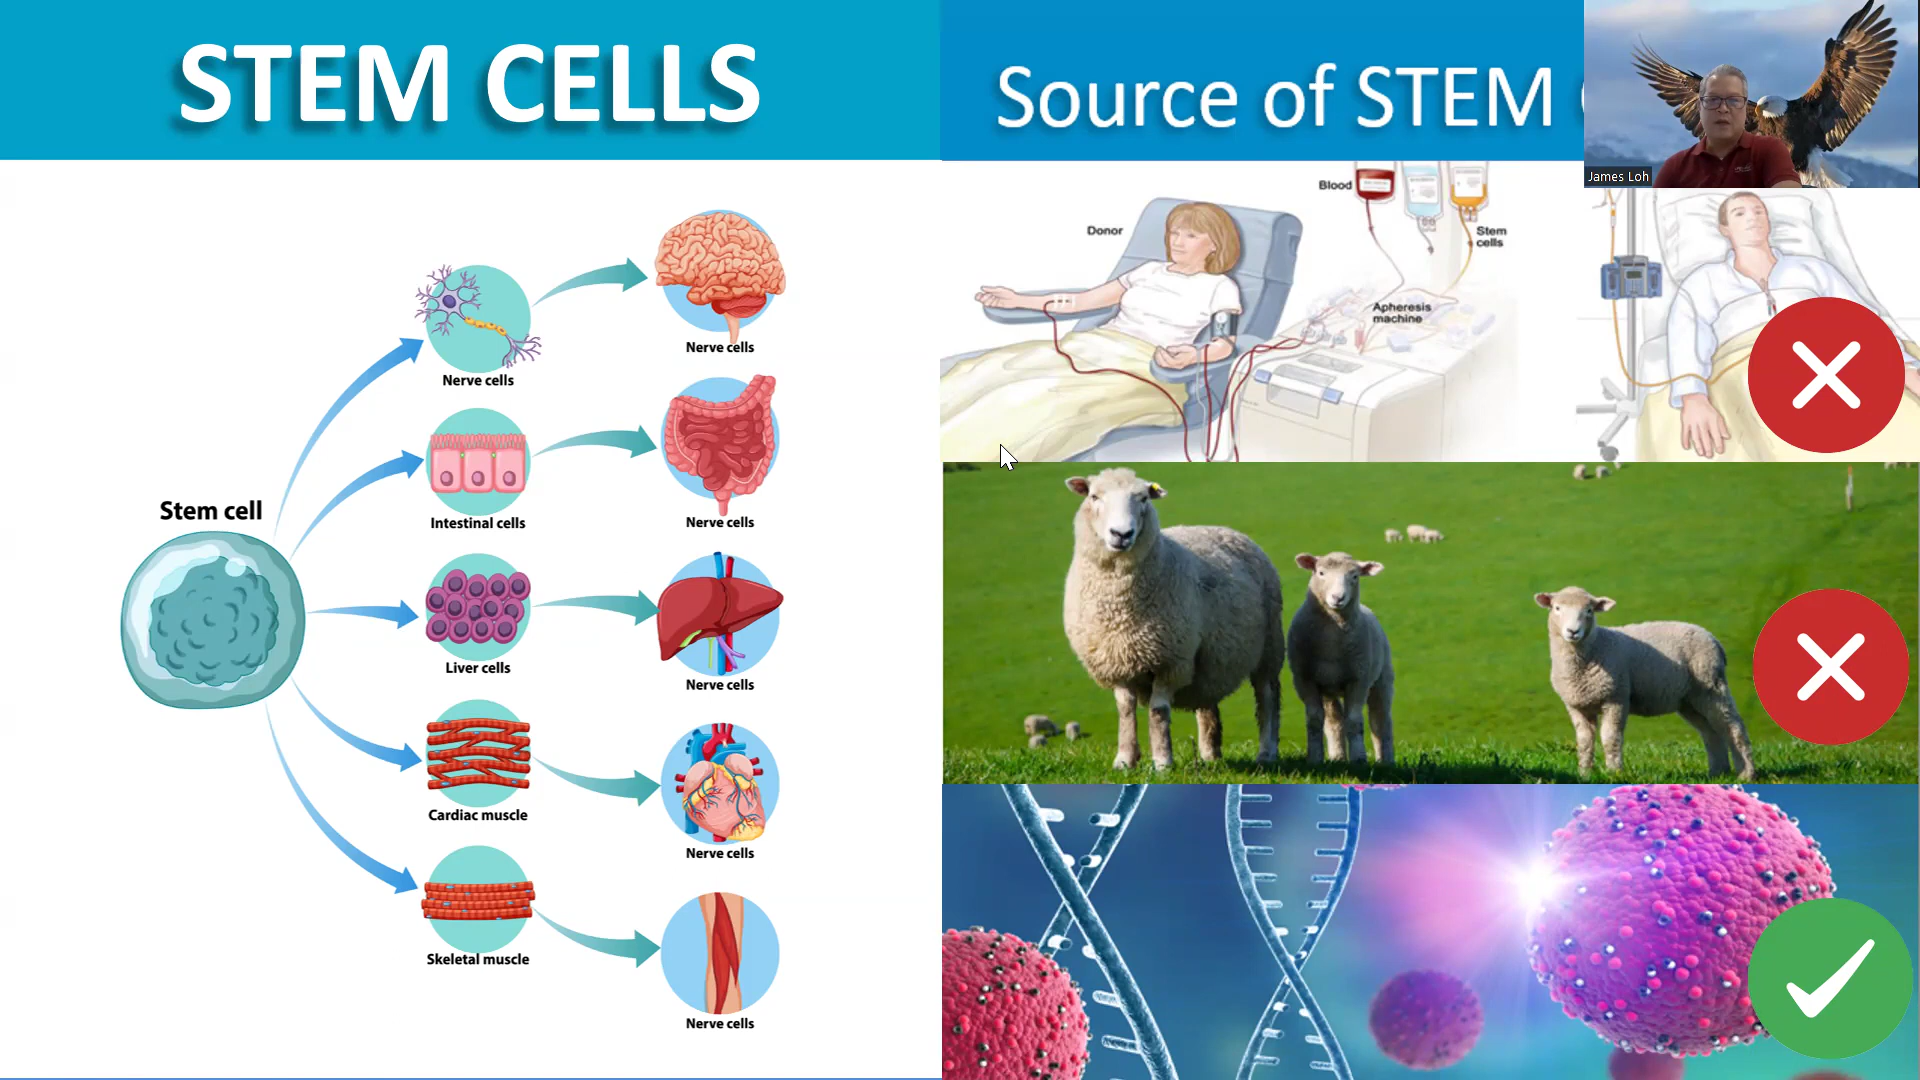 STEM CELLS
Source of STEM
James Loh
Blood
Donor
Stem
cells
Apheresis
machine
Nerve cells
Nerve cells
Intestinal cells
Nerve cells
Stem cell
Liver cells
Nerve cells
Cardiac muscle
Nerve cells
Skeletal muscle
Nerve cells